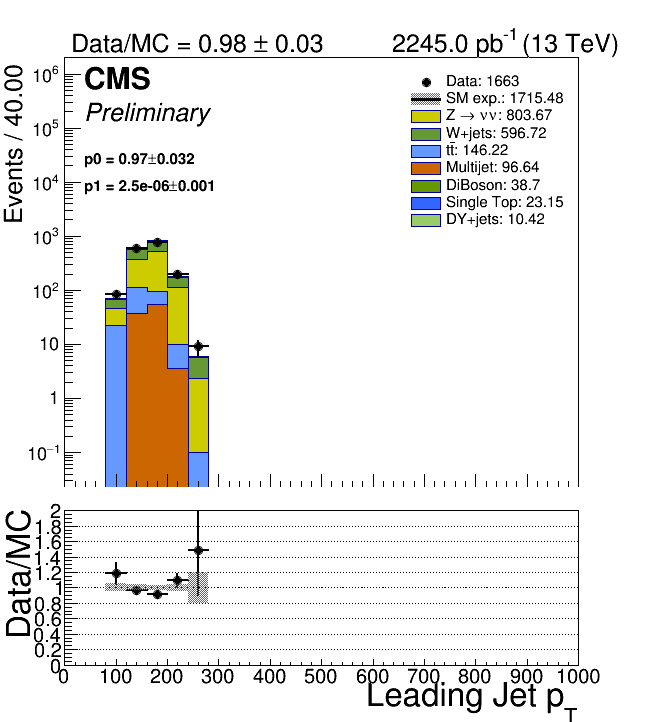 Data/MC = 0.98 ± 0.03 2245.0 pb⁻¹ (13 TeV)
CMS
Preliminary
p0 = 0.97±0.032
p1 = 2.5e-06±0.001
Data: 1663
SM exp.: 1715.48
Z → νν: 803.67
W+jets: 596.72
tt̄: 146.22
Multijet: 96.64
DiBoson: 38.7
Single Top: 23.15
DY+jets: 10.42
Events / 40.00
10⁶
10⁵
10⁴
10³
10²
10
1
10⁻¹
Data/MC
2
1.8
1.6
1.4
1.2
1
0.8
0.6
0.4
0.2
0
0 100 200 300 400 500 600 700 800 900 1000
Leading Jet p_T